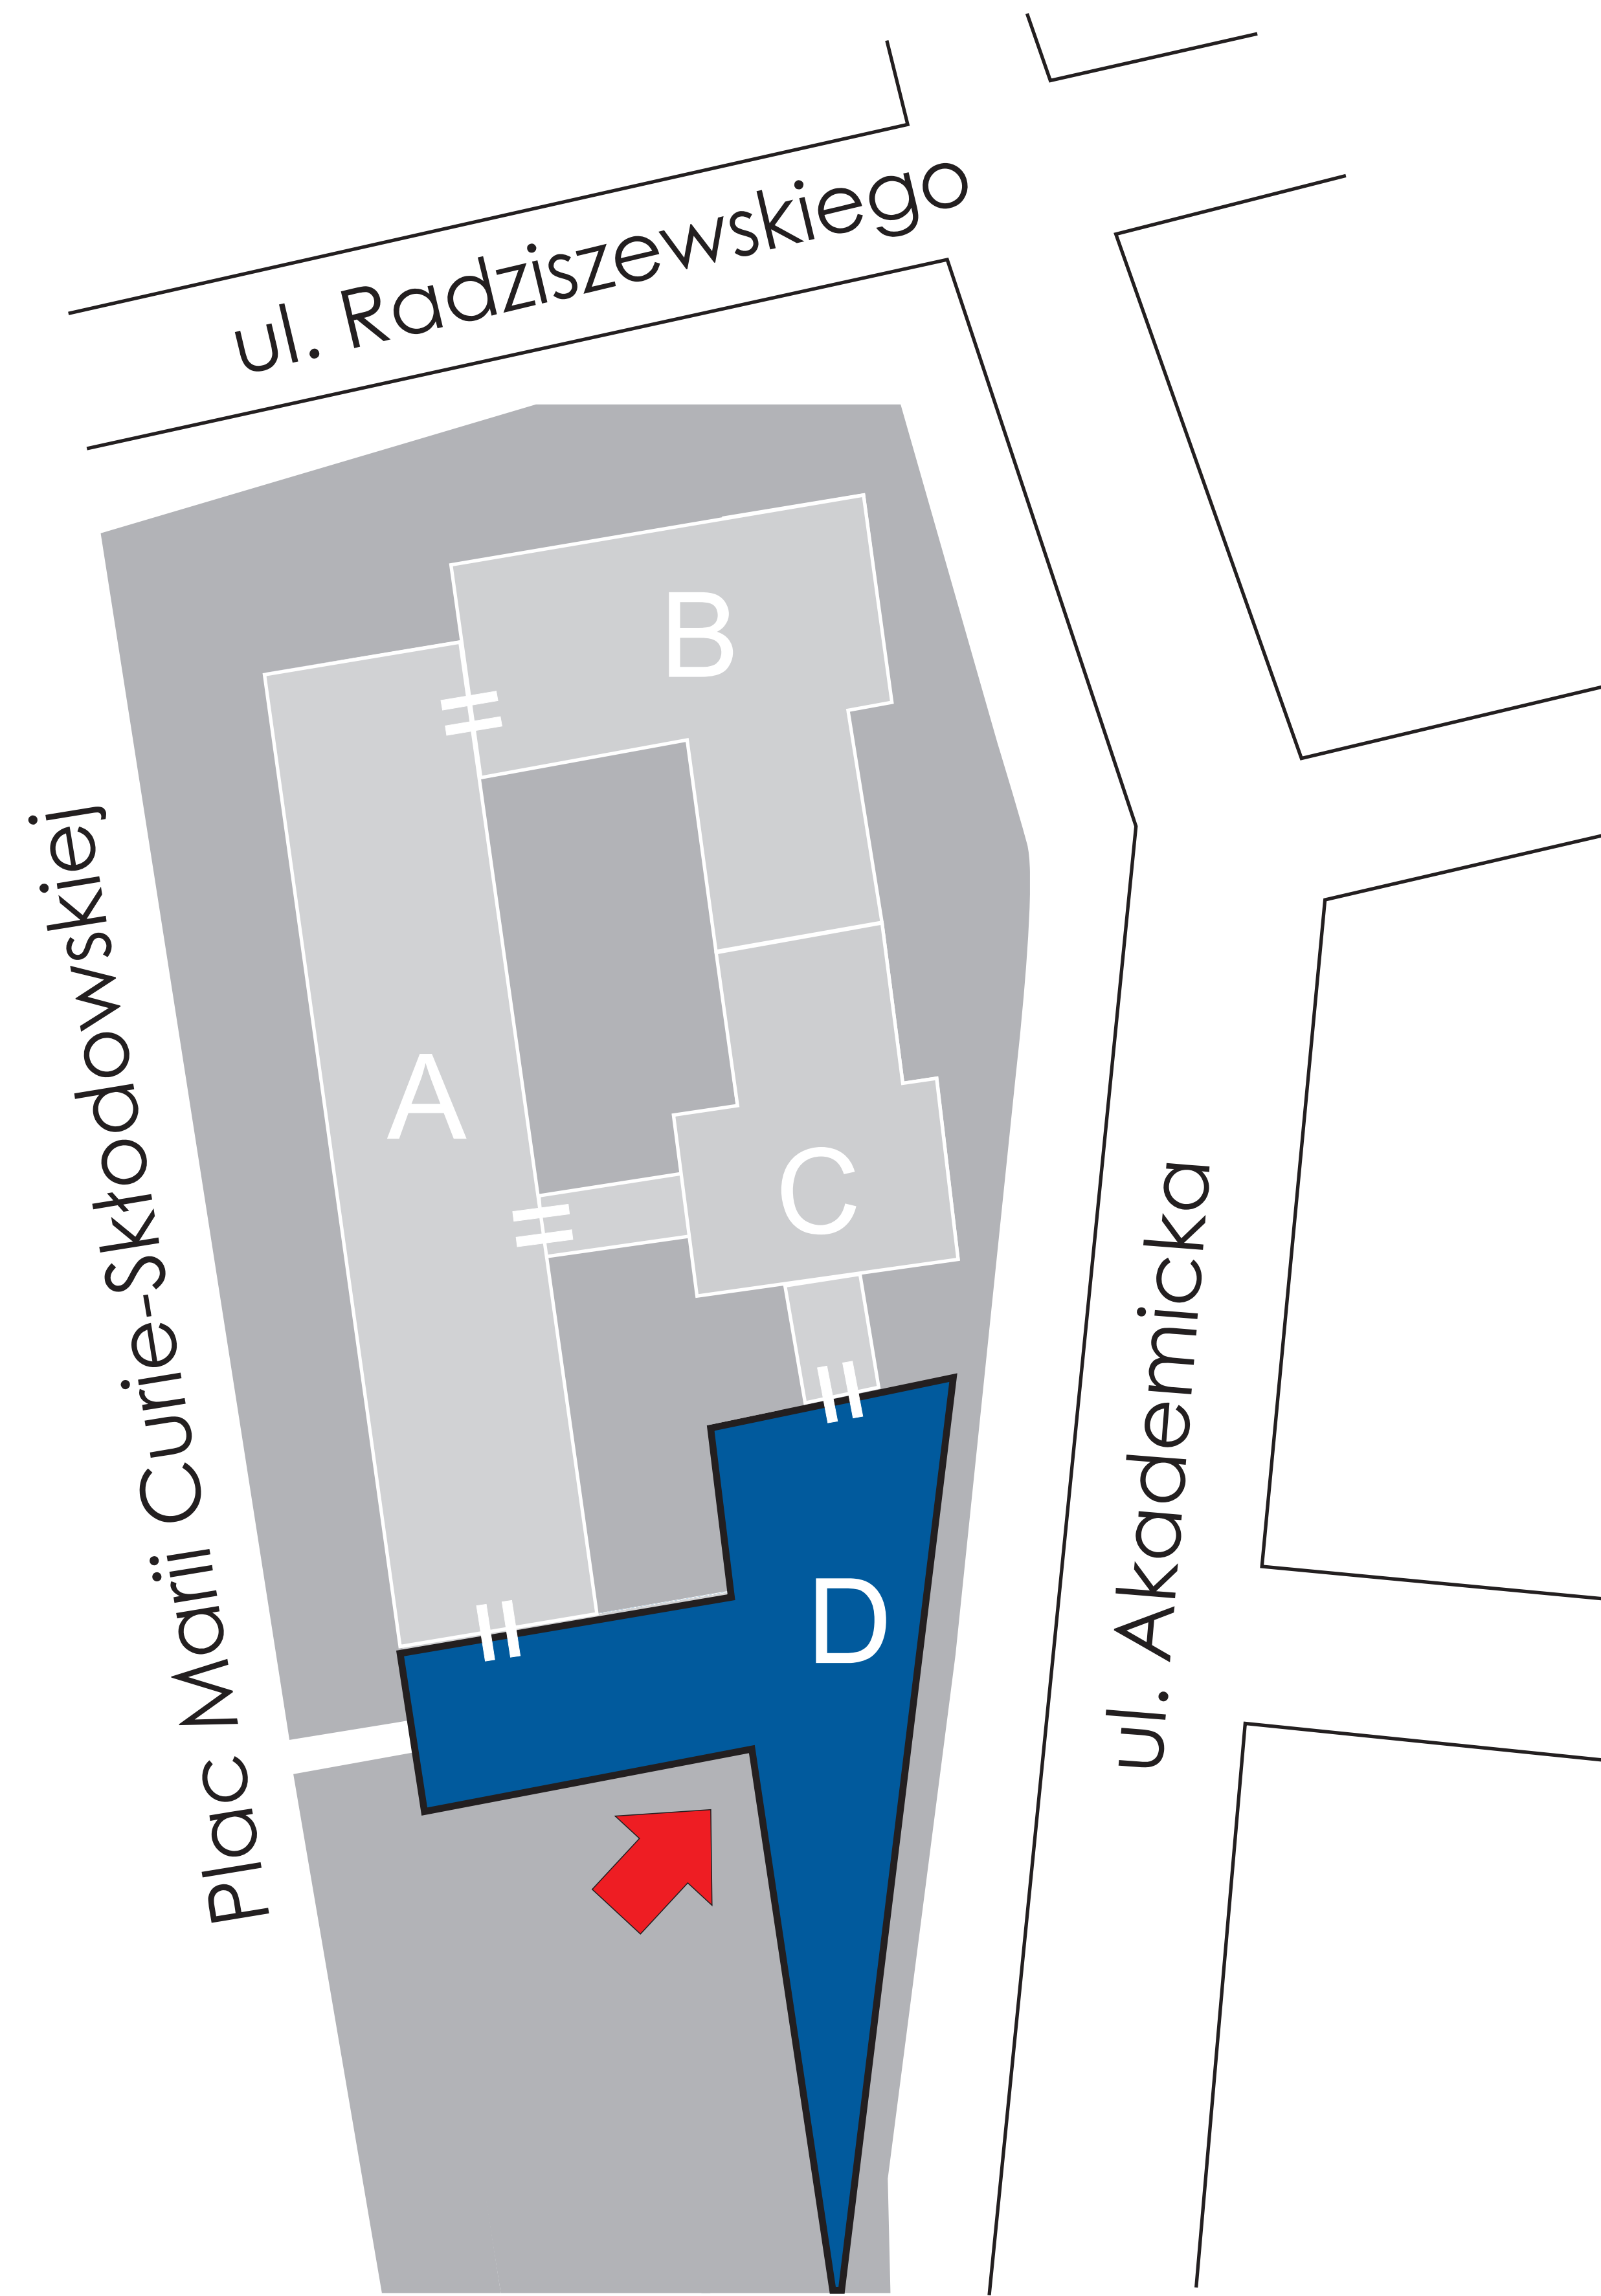 ul. Radziszewskiego
B
Plac Marii Curie-Skłodowskiej
A
C
ul. Akademicka
D